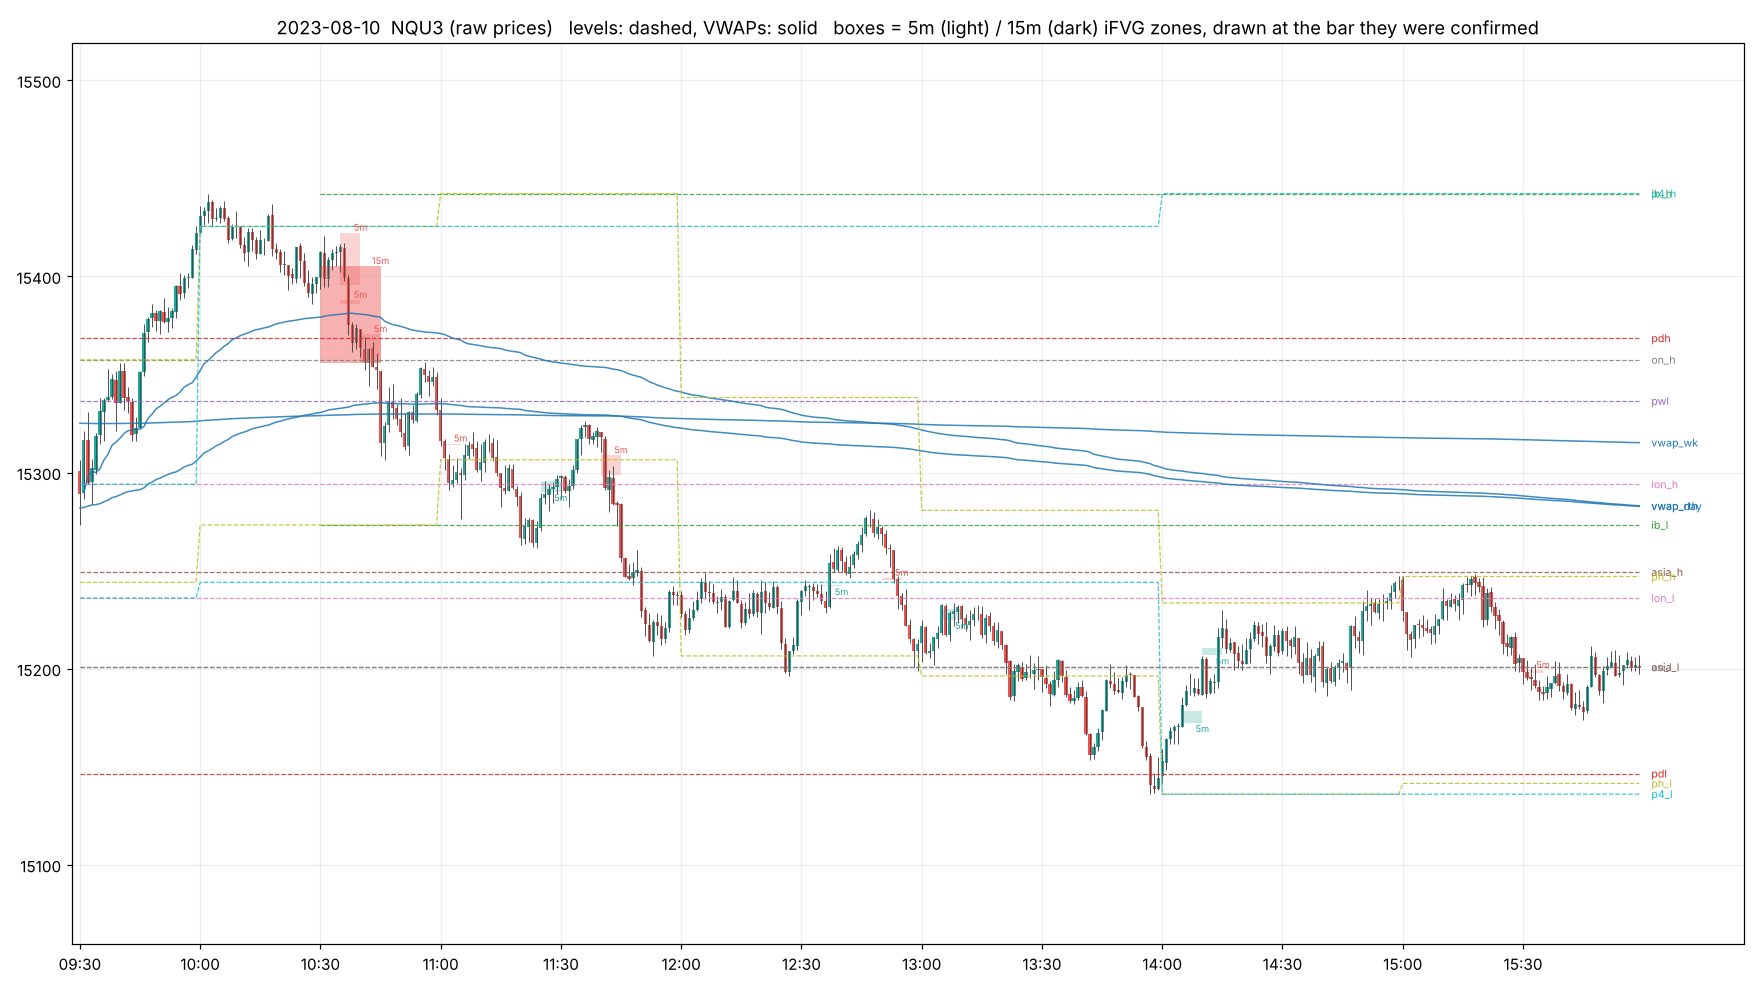 2023-08-10  NQU3 (raw prices)   levels: dashed, VWAPs: solid   boxes = 5m (light) / 15m (dark) iFVG zones, drawn at the bar they were confirmed
15500
15400
15300
15200
15100
5m
15m
5m
5m
5m
5m
5m
5m
5m
5m
5m
5m
5m
pdh
on_h
pwl
vwap_wk
lon_h
ib_l
asia_h
lon_l
asia_l
pdl
ph_l
p4_l
09:30
10:00
10:30
11:00
11:30
12:00
12:30
13:00
13:30
14:00
14:30
15:00
15:30